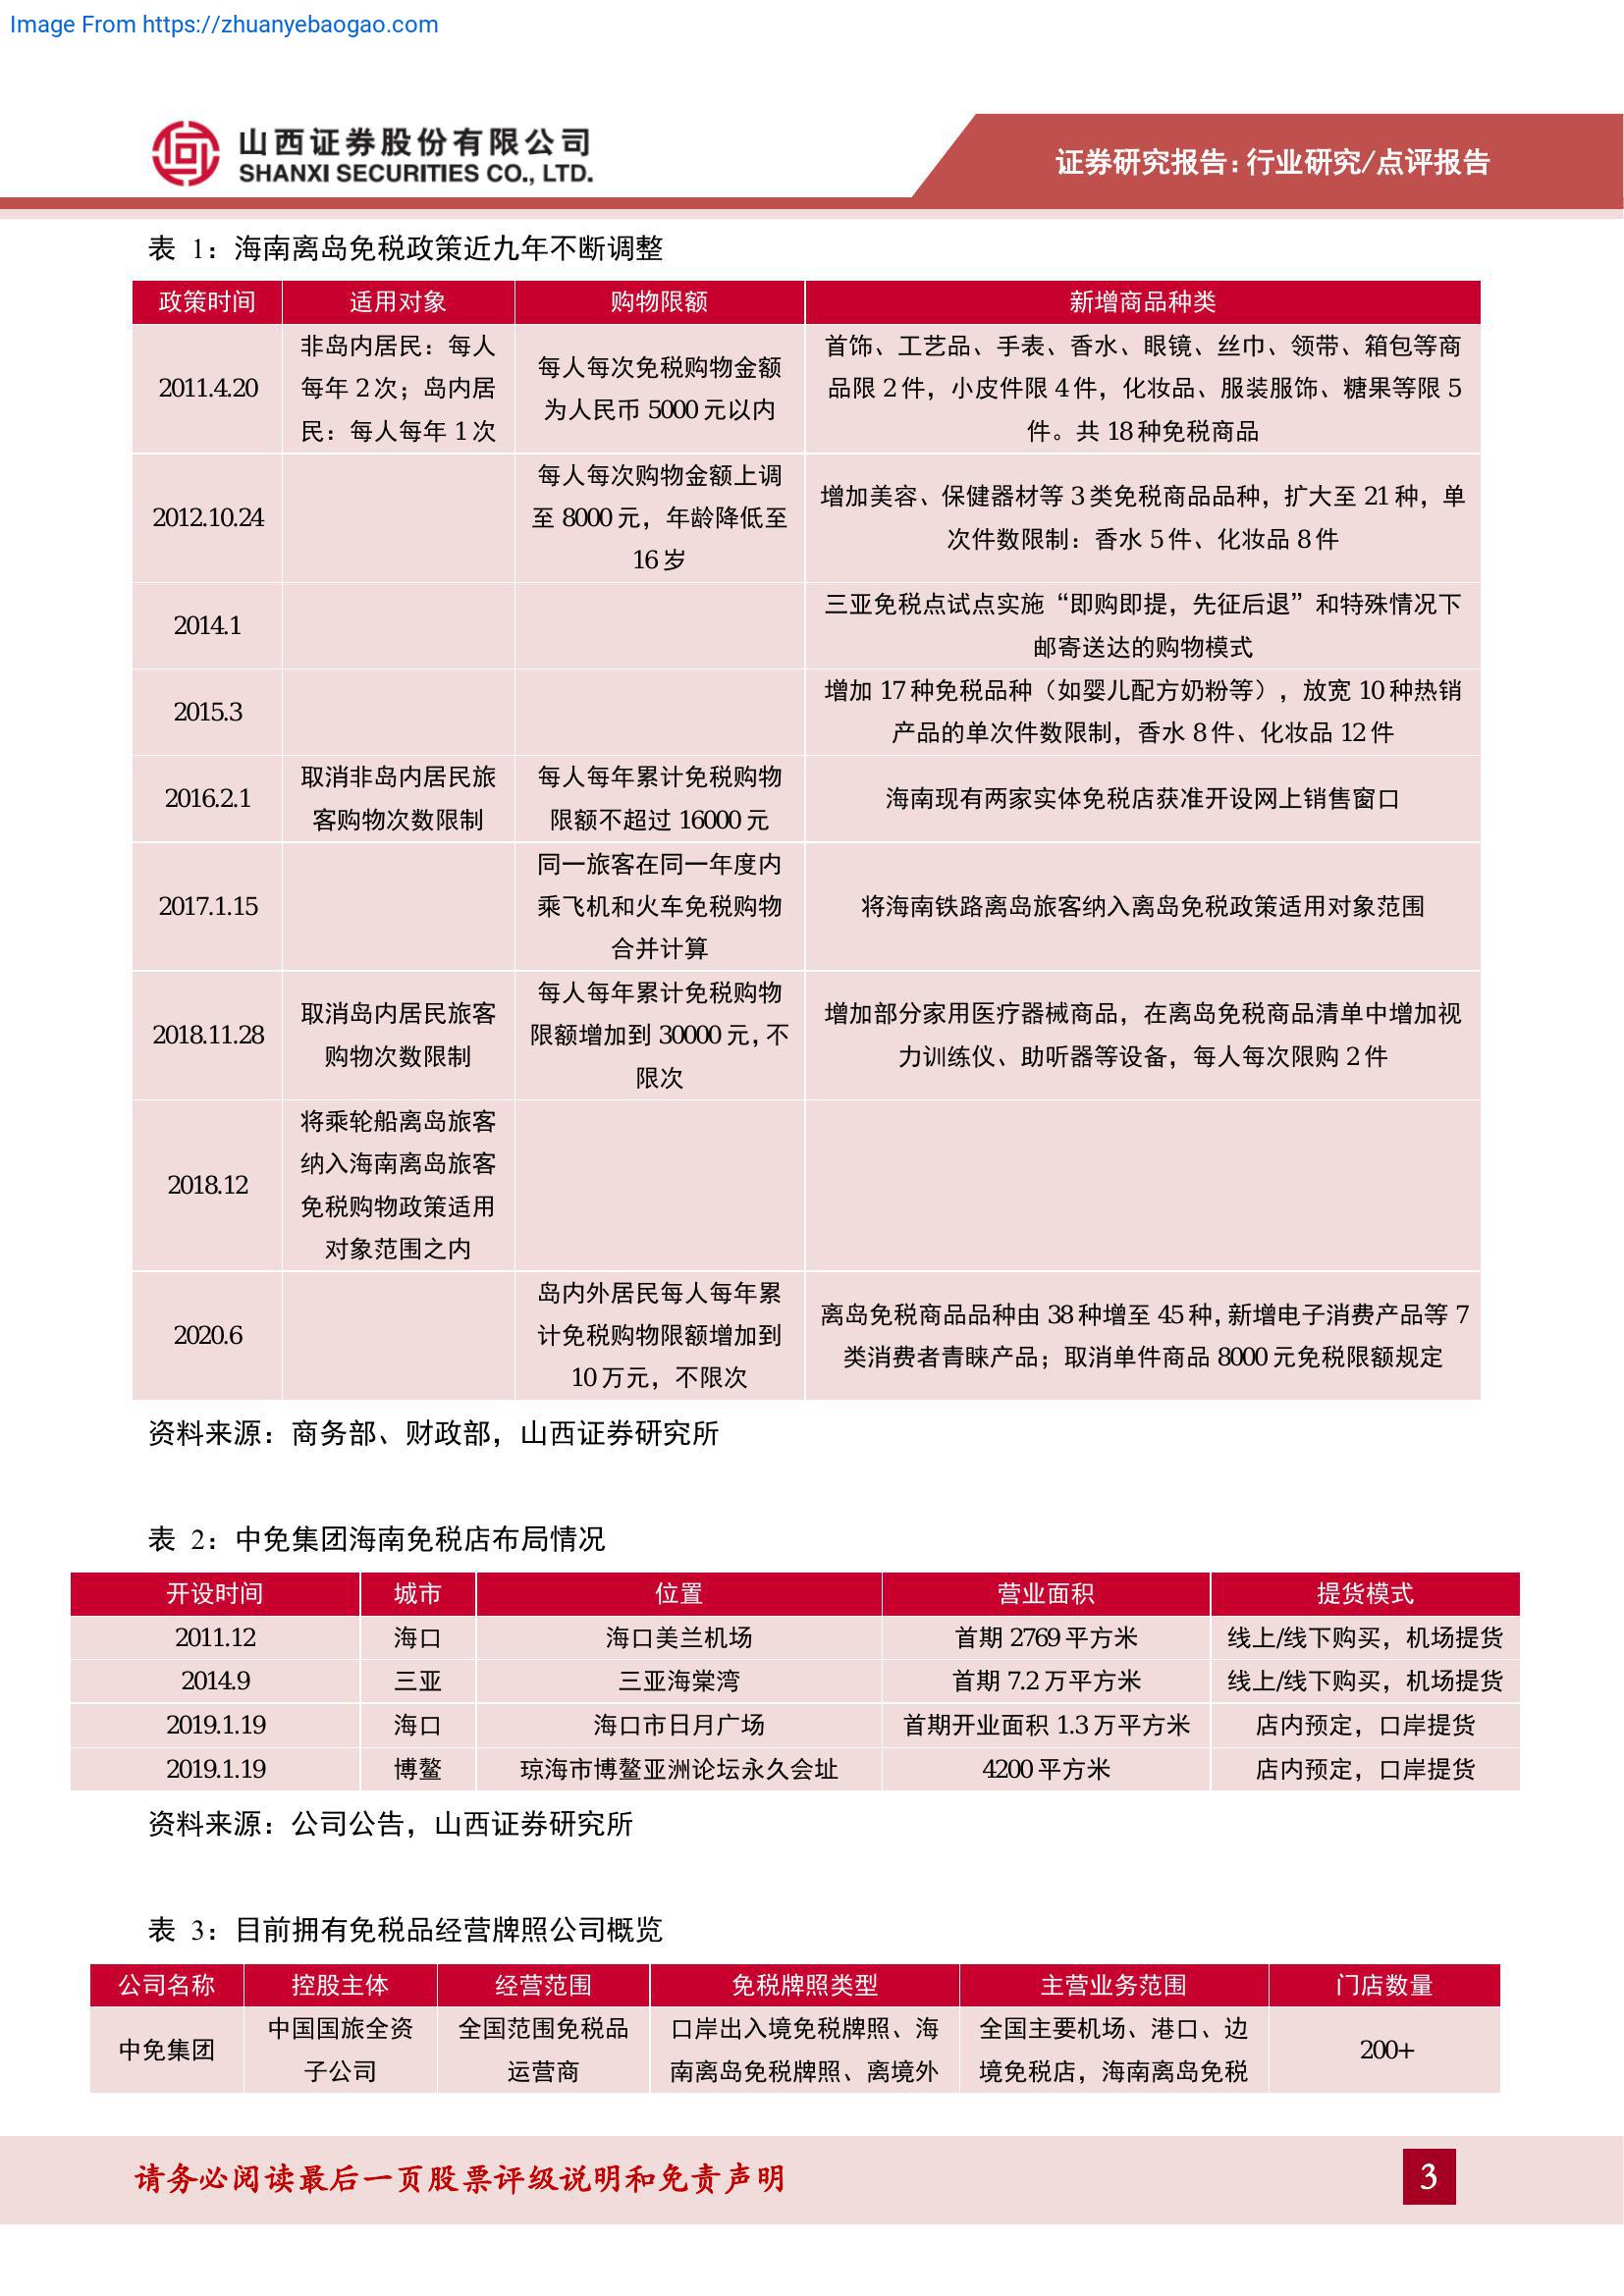 Image From https://zhuanyebaogao.com
山西证券股份有限公司
SHANXI SECURITIES CO., LTD.
证券研究报告：行业研究/点评报告
表 1：海南离岛免税政策近九年不断调整
政策时间 适用对象 购物限额 新增商品种类
2011.4.20
非岛内居民：每人
每年 2 次；岛内居
民：每人每年 1 次
每人每次免税购物金额
为人民币 5000 元以内
首饰、工艺品、手表、香水、眼镜、丝巾、领带、箱包等商
品限 2 件，小皮件限 4 件，化妆品、服装服饰、糖果等限 5
件。共 18 种免税商品
2012.10.24
每人每次购物金额上调
至 8000 元，年龄降低至
16 岁
增加美容、保健器材等 3 类免税商品品种，扩大至 21 种，单
次件数限制：香水 5 件、化妆品 8 件
2014.1
三亚免税点试点实施“即购即提，先征后退”和特殊情况下
邮寄送达的购物模式
2015.3
增加 17 种免税品种（如婴儿配方奶粉等），放宽 10 种热销
产品的单次件数限制，香水 8 件、化妆品 12 件
2016.2.1
取消非岛内居民旅
客购物次数限制
每人每年累计免税购物
限额不超过 16000 元
海南现有两家实体免税店获准开设网上销售窗口
2017.1.15
同一旅客在同一年度内
乘飞机和火车免税购物
合并计算
将海南铁路离岛旅客纳入离岛免税政策适用对象范围
2018.11.28
取消岛内居民旅客
购物次数限制
每人每年累计免税购物
限额增加到 30000 元，不
限次
增加部分家用医疗器械商品，在离岛免税商品清单中增加视
力训练仪、助听器等设备，每人每次限购 2 件
2018.12
将乘轮船离岛旅客
纳入海南离岛旅客
免税购物政策适用
对象范围之内
2020.6
岛内外居民每人每年累
计免税购物限额增加到
10 万元，不限次
离岛免税商品品种由 38 种增至 45 种，新增电子消费产品等 7
类消费者青睐产品；取消单件商品 8000 元免税限额规定
资料来源：商务部、财政部，山西证券研究所
表 2：中免集团海南免税店布局情况
开设时间 城市 位置 营业面积 提货模式
2011.12 海口 海口美兰机场 首期 2769 平方米 线上/线下购买，机场提货
2014.9 三亚 三亚海棠湾 首期 7.2 万平方米 线上/线下购买，机场提货
2019.1.19 海口 海口市日月广场 首期开业面积 1.3 万平方米 店内预定，口岸提货
2019.1.19 博鳌 琼海市博鳌亚洲论坛永久会址 4200 平方米 店内预定，口岸提货
资料来源：公司公告，山西证券研究所
表 3：目前拥有免税品经营牌照公司概览
公司名称 控股主体 经营范围 免税牌照类型 主营业务范围 门店数量
中免集团
中国国旅全资
子公司
全国范围免税品
运营商
口岸出入境免税牌照、海
南离岛免税牌照、离境外
全国主要机场、港口、边
境免税店，海南离岛免税
200+
请务必阅读最后一页股票评级说明和免责声明
3